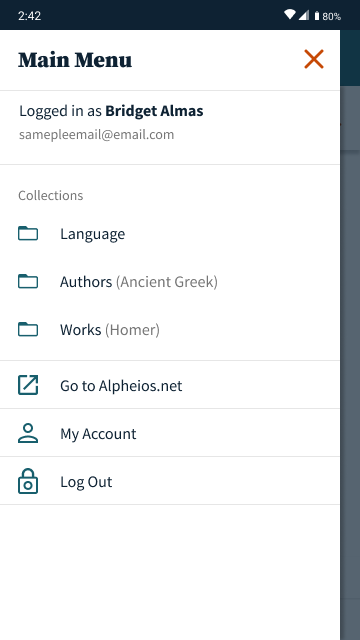 2:42
80%
Main Menu
Logged in as Bridget Almas
samepleemail@email.com
Collections
Language
Authors (Ancient Greek)
Works (Homer)
Go to Alpheios.net
My Account
Log Out